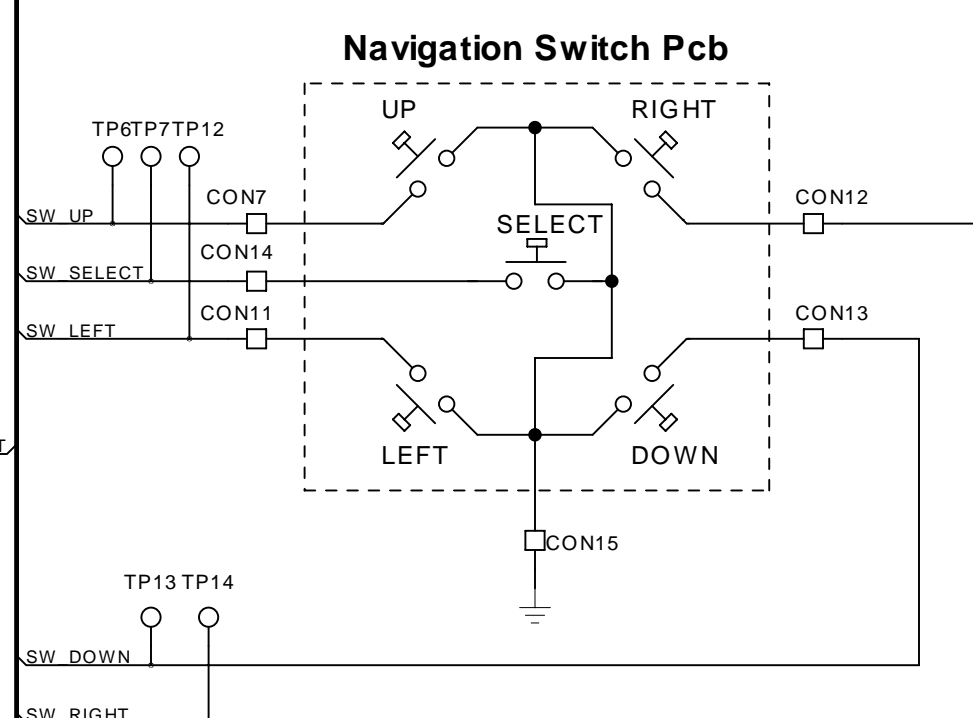 Navigation Switch Pcb
UP
RIGHT
TP6TP7TP12
CON7
CON12
SW_UP
SELECT
CON14
SW_SELECT
CON11
CON13
SW_LEFT
LEFT
DOWN
CON15
TP13 TP14
SW_DOWN
SW_RIGHT